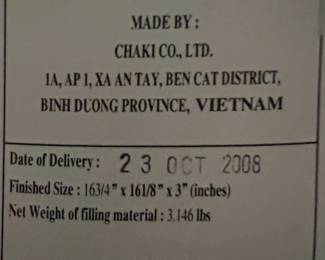 MADE BY :
CHAKI CO., LTD.
1A, AP 1, XA AN TAY, BEN CAT DISTRICT,
BINH DUONG PROVINCE, VIETNAM
Date of Delivery : 23 OCT 2008
Finished Size : 163/4" x 161/8" x 3" (inches)
Net Weight of filling material : 3.146 lbs